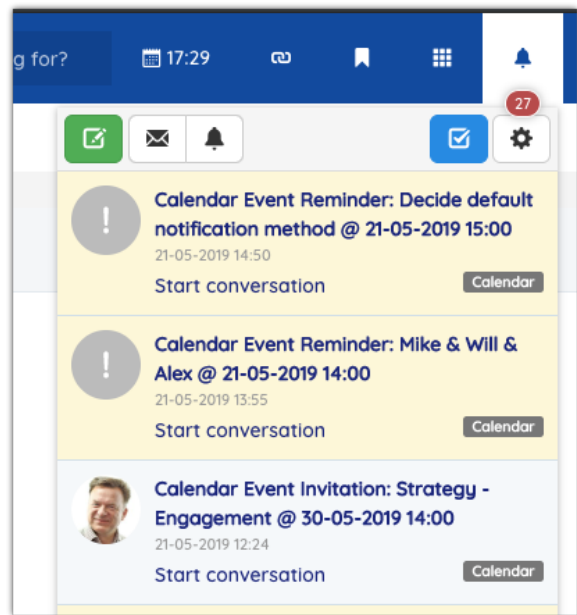 g for?
17:29
27
Calendar Event Reminder: Decide default
notification method @ 21-05-2019 15:00
21-05-2019 14:50
Start conversation
Calendar
Calendar Event Reminder: Mike & Will &
Alex @ 21-05-2019 14:00
21-05-2019 13:55
Start conversation
Calendar
Calendar Event Invitation: Strategy -
Engagement @ 30-05-2019 14:00
21-05-2019 12:24
Start conversation
Calendar